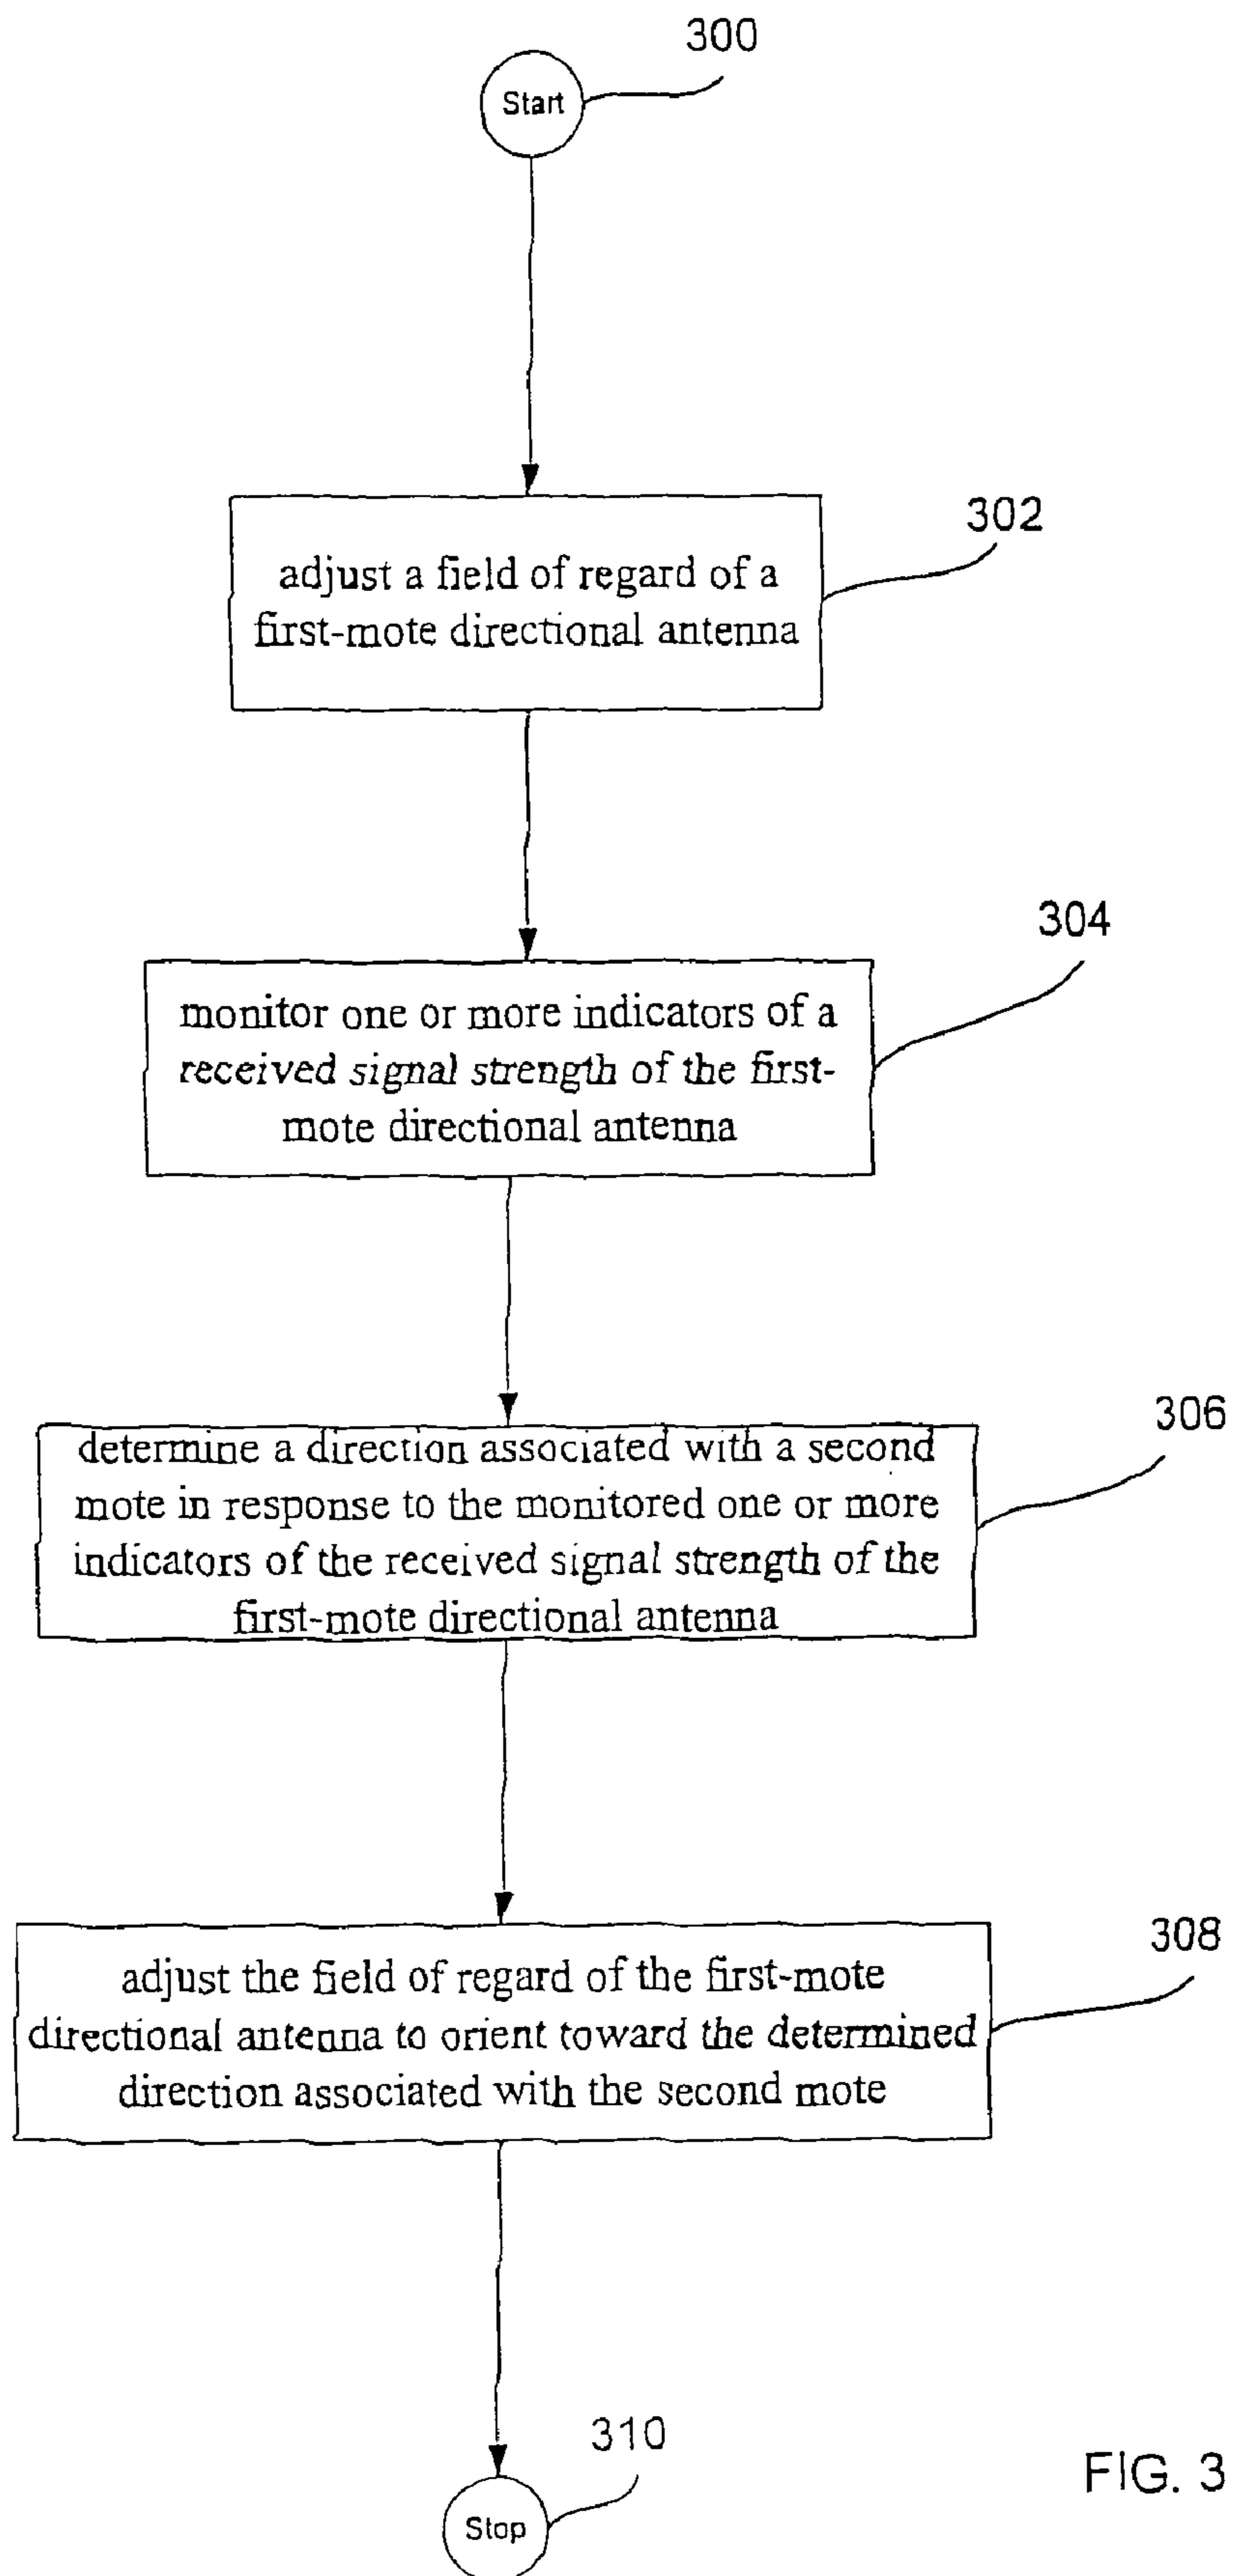 300
Start
302
adjust a field of regard of a
first-mote directional antenna
304
monitor one or more indicators of a
received signal strength of the first-
mote directional antenna
306
determine a direction associated with a second
mote in response to the monitored one or more
indicators of the received signal strength of the
first-mote directional antenna
308
adjust the field of regard of the first-mote
directional antenna to orient toward the determined
direction associated with the second mote
310
Stop
FIG. 3